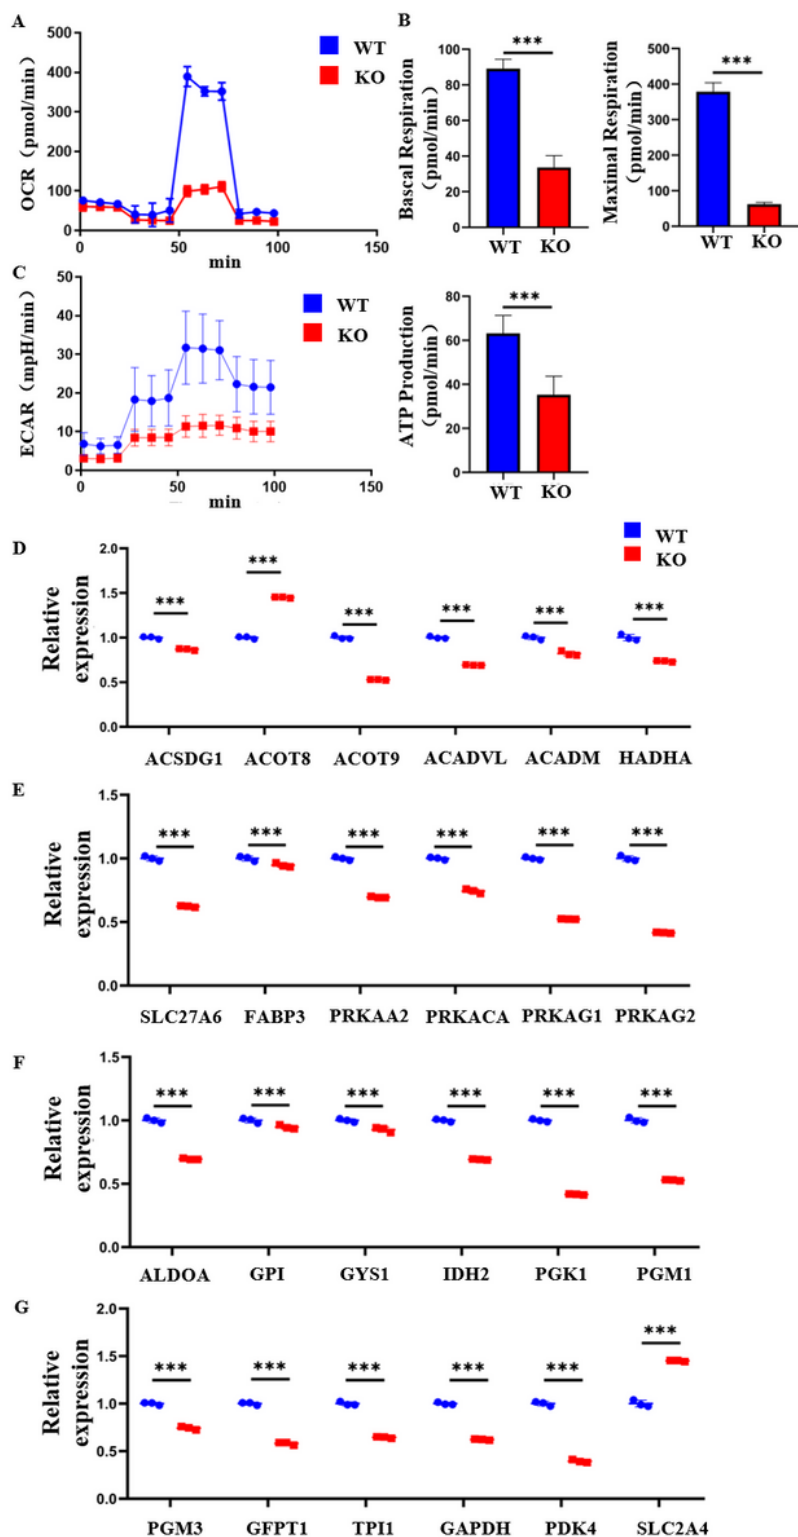 A
500
400
300
200
100
0
OCR（pmol/min）
WT
KO
0
50
100
150
min
B
Bascal Respiration
（pmol/min）
100
80
60
40
20
0
***
WT
KO
Maximal Respiration
（pmol/min）
500
400
300
200
100
0
***
WT
KO
C
ECAR（mpH/min）
50
40
30
20
10
0
WT
KO
0
50
100
150
min
ATP Production
（pmol/min）
80
60
40
20
0
***
WT
KO
WT
KO
D
Relative
expression
2.0
1.5
1.0
0.5
0.0
*** *** *** *** *** ***
ACSDG1 ACOT8 ACOT9 ACADVL ACADM HADHA
E
Relative
expression
1.5
1.0
0.5
0.0
*** *** *** *** *** ***
SLC27A6 FABP3 PRKAA2 PRKACA PRKAG1 PRKAG2
F
Relative
expression
1.5
1.0
0.5
0.0
*** *** *** *** *** ***
ALDOA GPI GYS1 IDH2 PGK1 PGM1
G
Relative
expression
2.0
1.5
1.0
0.5
0.0
*** *** *** *** *** ***
PGM3 GFPT1 TPI1 GAPDH PDK4 SLC2A4